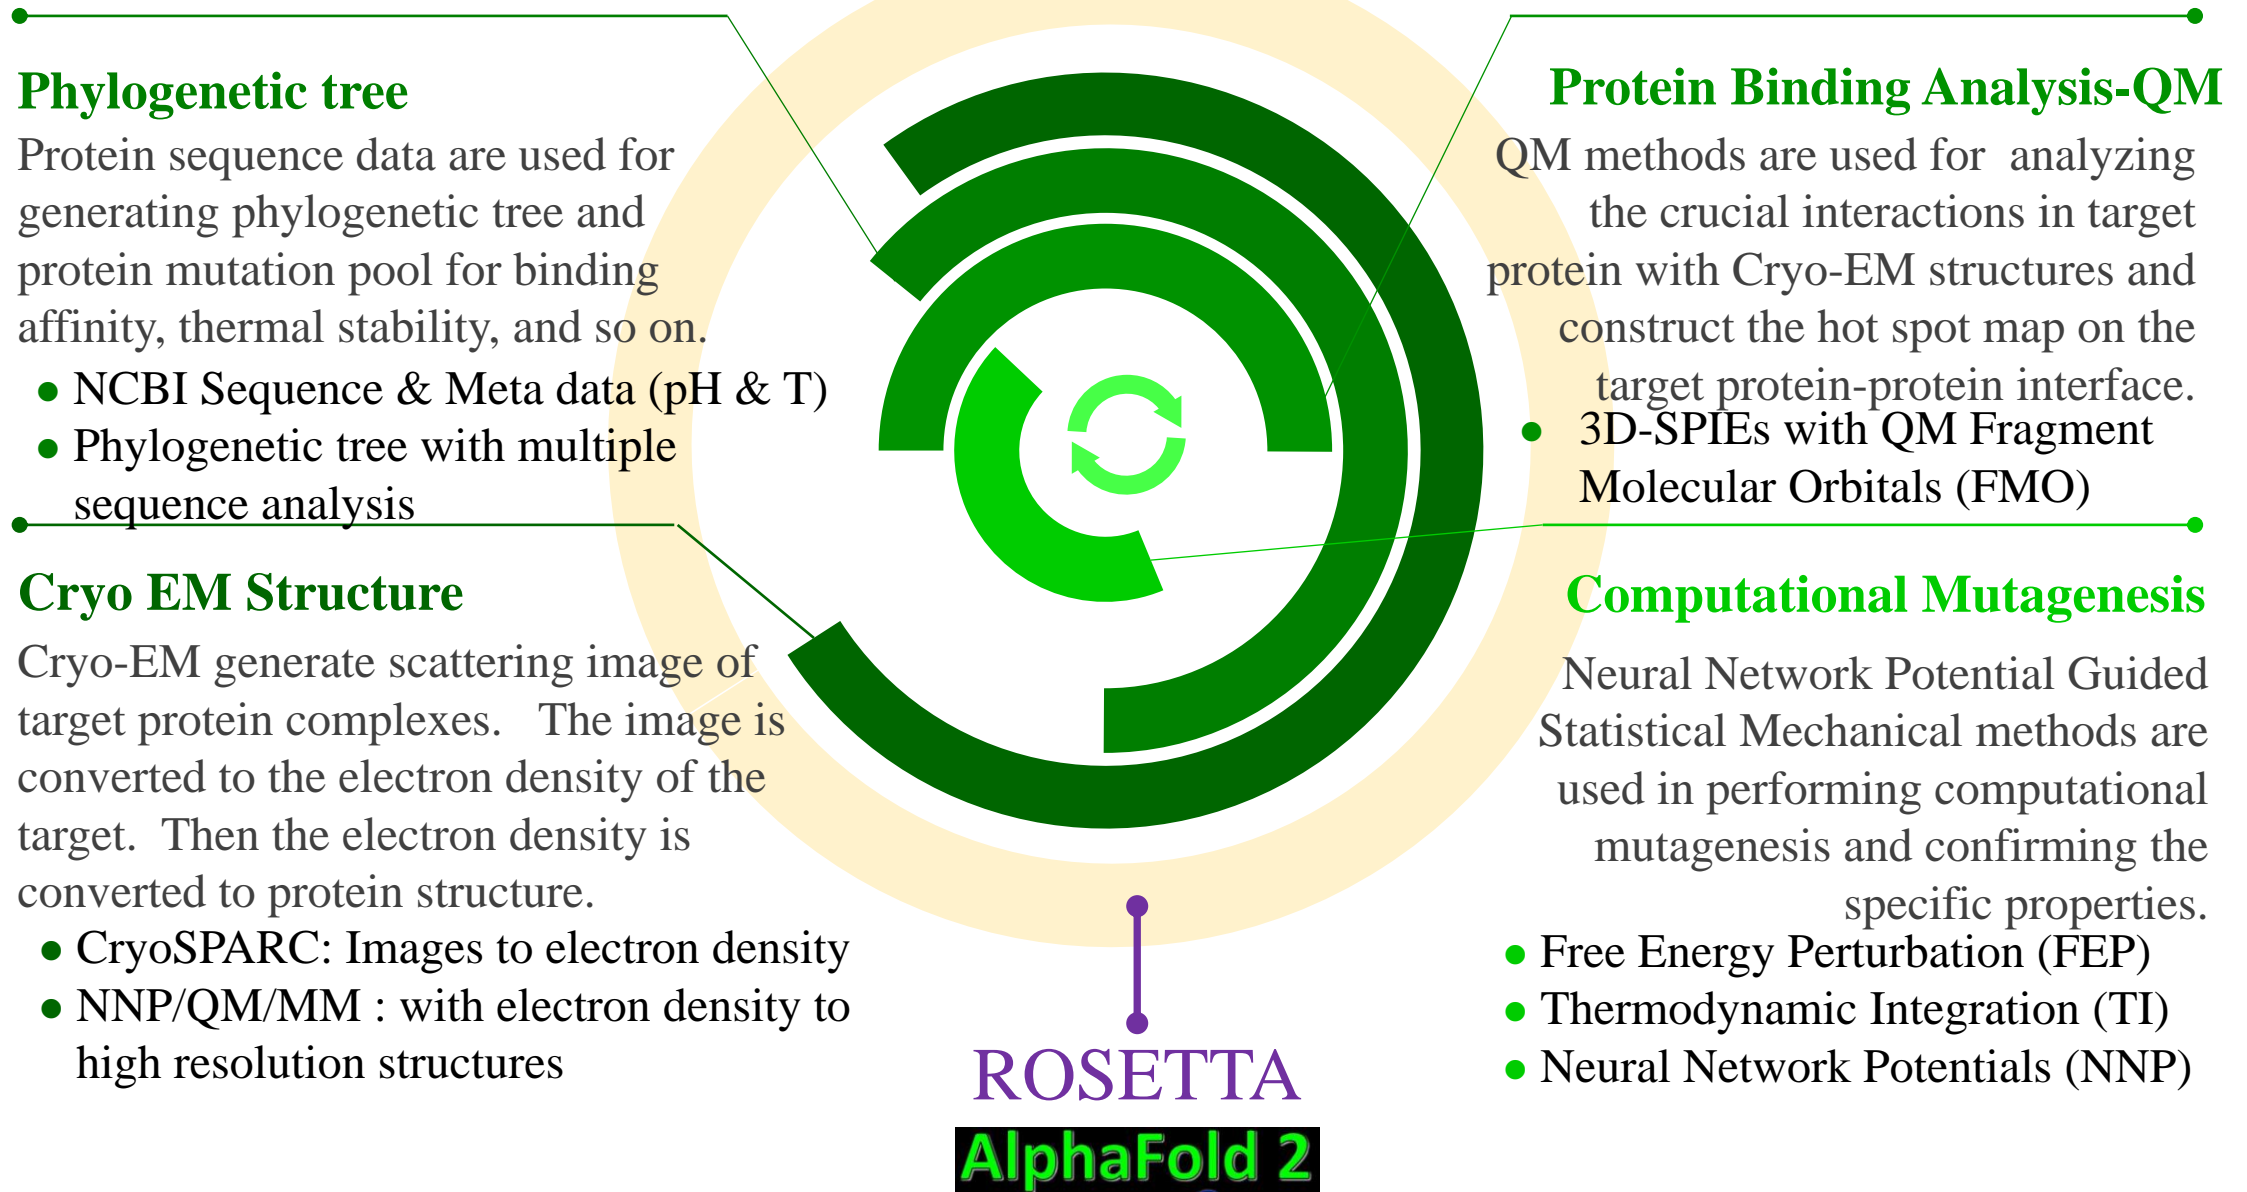 Phylogenetic tree
Protein sequence data are used for
generating phylogenetic tree and
protein mutation pool for binding
affinity, thermal stability, and so on.
● NCBI Sequence & Meta data (pH & T)
● Phylogenetic tree with multiple
sequence analysis
Cryo EM Structure
Cryo-EM generate scattering image of
target protein complexes. The image is
converted to the electron density of the
target. Then the electron density is
converted to protein structure.
● CryoSPARC: Images to electron density
● NNP/QM/MM : with electron density to
high resolution structures
Protein Binding Analysis-QM
QM methods are used for analyzing
the crucial interactions in target
protein with Cryo-EM structures and
construct the hot spot map on the
target protein-protein interface.
● 3D-SPIEs with QM Fragment
Molecular Orbitals (FMO)
Computational Mutagenesis
Neural Network Potential Guided
Statistical Mechanical methods are
used in performing computational
mutagenesis and confirming the
specific properties.
● Free Energy Perturbation (FEP)
● Thermodynamic Integration (TI)
● Neural Network Potentials (NNP)
ROSETTA
AlphaFold 2